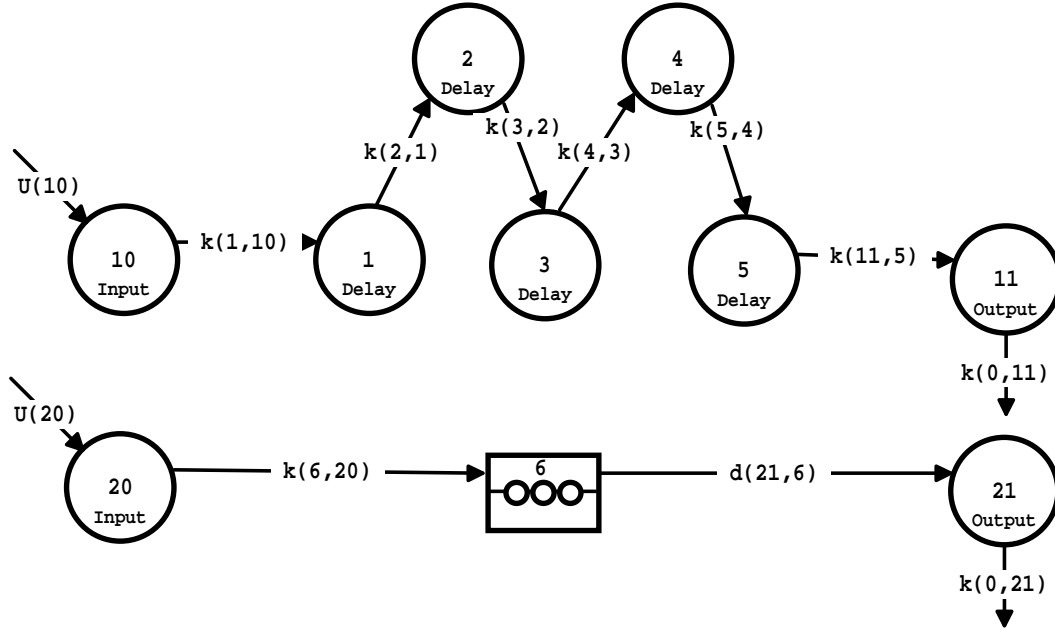 2
Delay
4
Delay
k(3,2)
k(5,4)
k(2,1)
k(4,3)
U(10)
k(1,10)
10
Input
1
Delay
3
Delay
5
Delay
k(11,5)
11
Output
k(0,11)
U(20)
20
Input
k(6,20)
6
d(21,6)
21
Output
k(0,21)